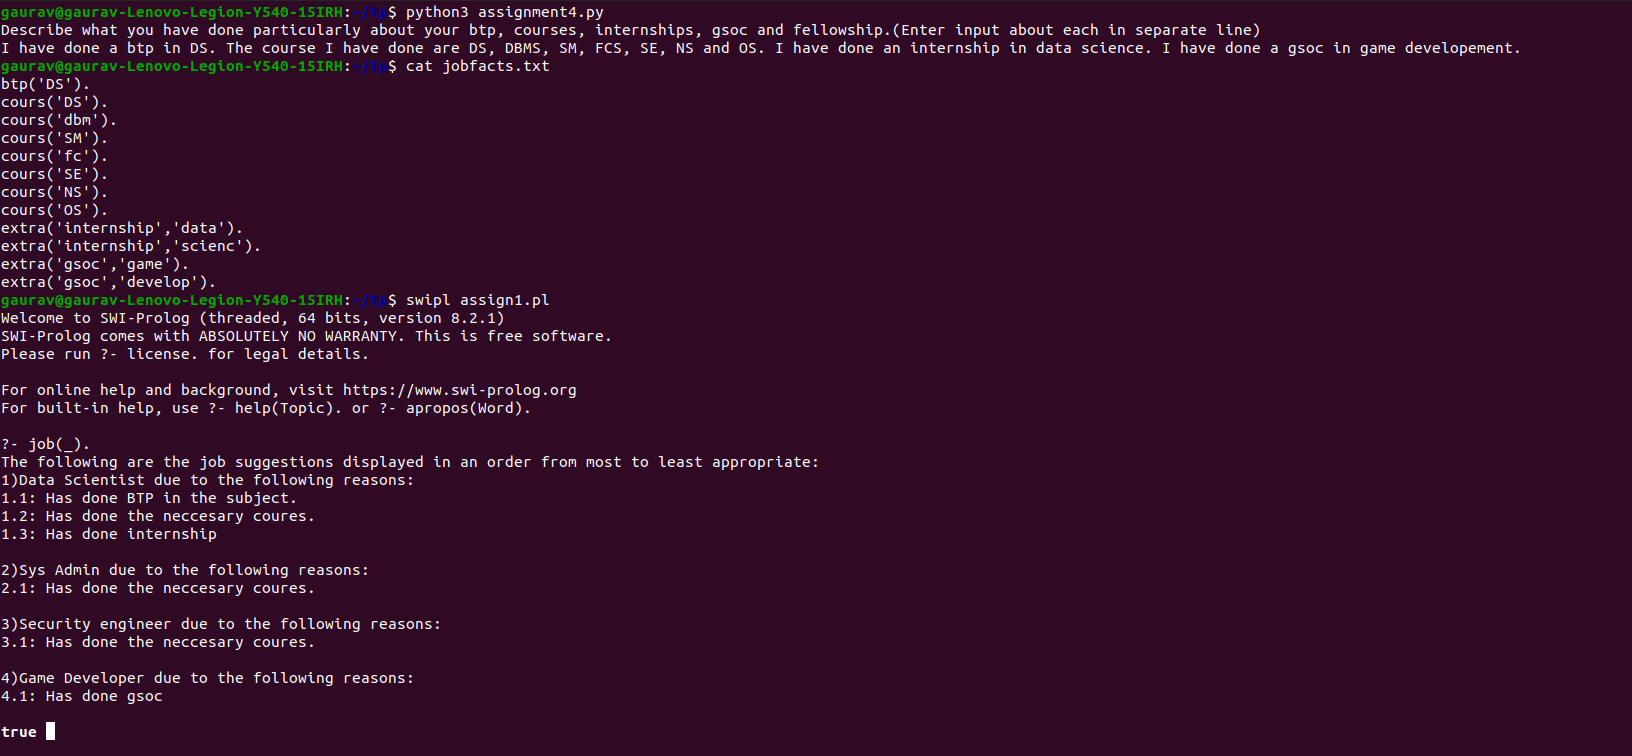 gaurav@gaurav-Lenovo-Legion-Y540-15IRH:~/tp$ python3 assignment4.py
Describe what you have done particularly about your btp, courses, internships, gsoc and fellowship.(Enter input about each in separate line)
I have done a btp in DS. The course I have done are DS, DBMS, SM, FCS, SE, NS and OS. I have done an internship in data science. I have done a gsoc in game developement.
gaurav@gaurav-Lenovo-Legion-Y540-15IRH:~/tp$ cat jobfacts.txt
btp('DS').
cours('DS').
cours('dbm').
cours('SM').
cours('fc').
cours('SE').
cours('NS').
cours('OS').
extra('internship','data').
extra('internship','scienc').
extra('gsoc','game').
extra('gsoc','develop').
gaurav@gaurav-Lenovo-Legion-Y540-15IRH:~/tp$ swipl assign1.pl
Welcome to SWI-Prolog (threaded, 64 bits, version 8.2.1)
SWI-Prolog comes with ABSOLUTELY NO WARRANTY. This is free software.
Please run ?- license. for legal details.
For online help and background, visit https://www.swi-prolog.org
For built-in help, use ?- help(Topic). or ?- apropos(Word).
?- job(_).
The following are the job suggestions displayed in an order from most to least appropriate:
1)Data Scientist due to the following reasons:
1.1: Has done BTP in the subject.
1.2: Has done the neccesary coures.
1.3: Has done internship
2)Sys Admin due to the following reasons:
2.1: Has done the neccesary coures.
3)Security engineer due to the following reasons:
3.1: Has done the neccesary coures.
4)Game Developer due to the following reasons:
4.1: Has done gsoc
true